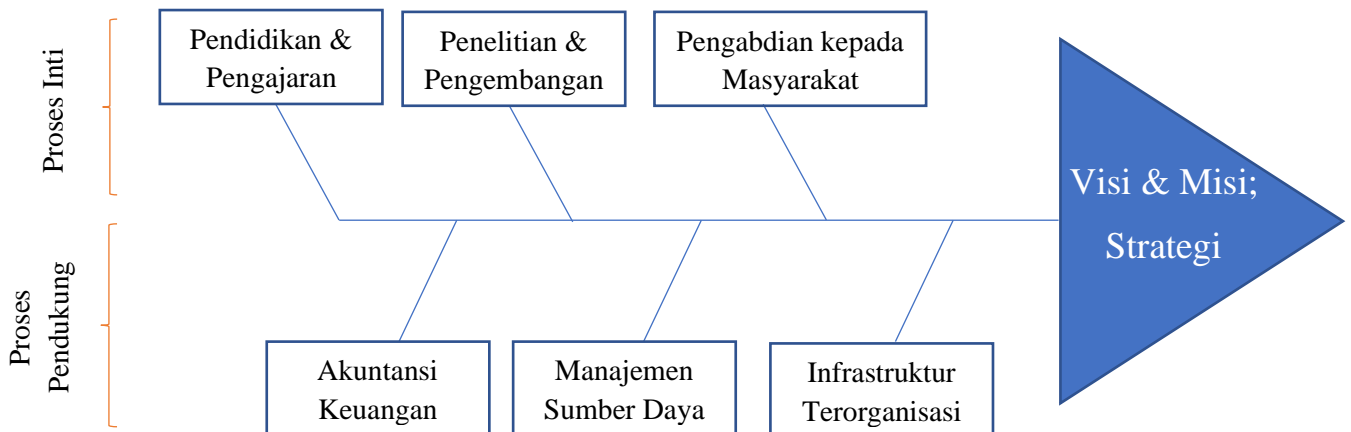 Proses Inti
Pendidikan &
Pengajaran
Penelitian &
Pengembangan
Pengabdian kepada
Masyarakat
Visi & Misi;
Strategi
Proses
Pendukung
Akuntansi
Keuangan
Manajemen
Sumber Daya
Infrastruktur
Terorganisasi